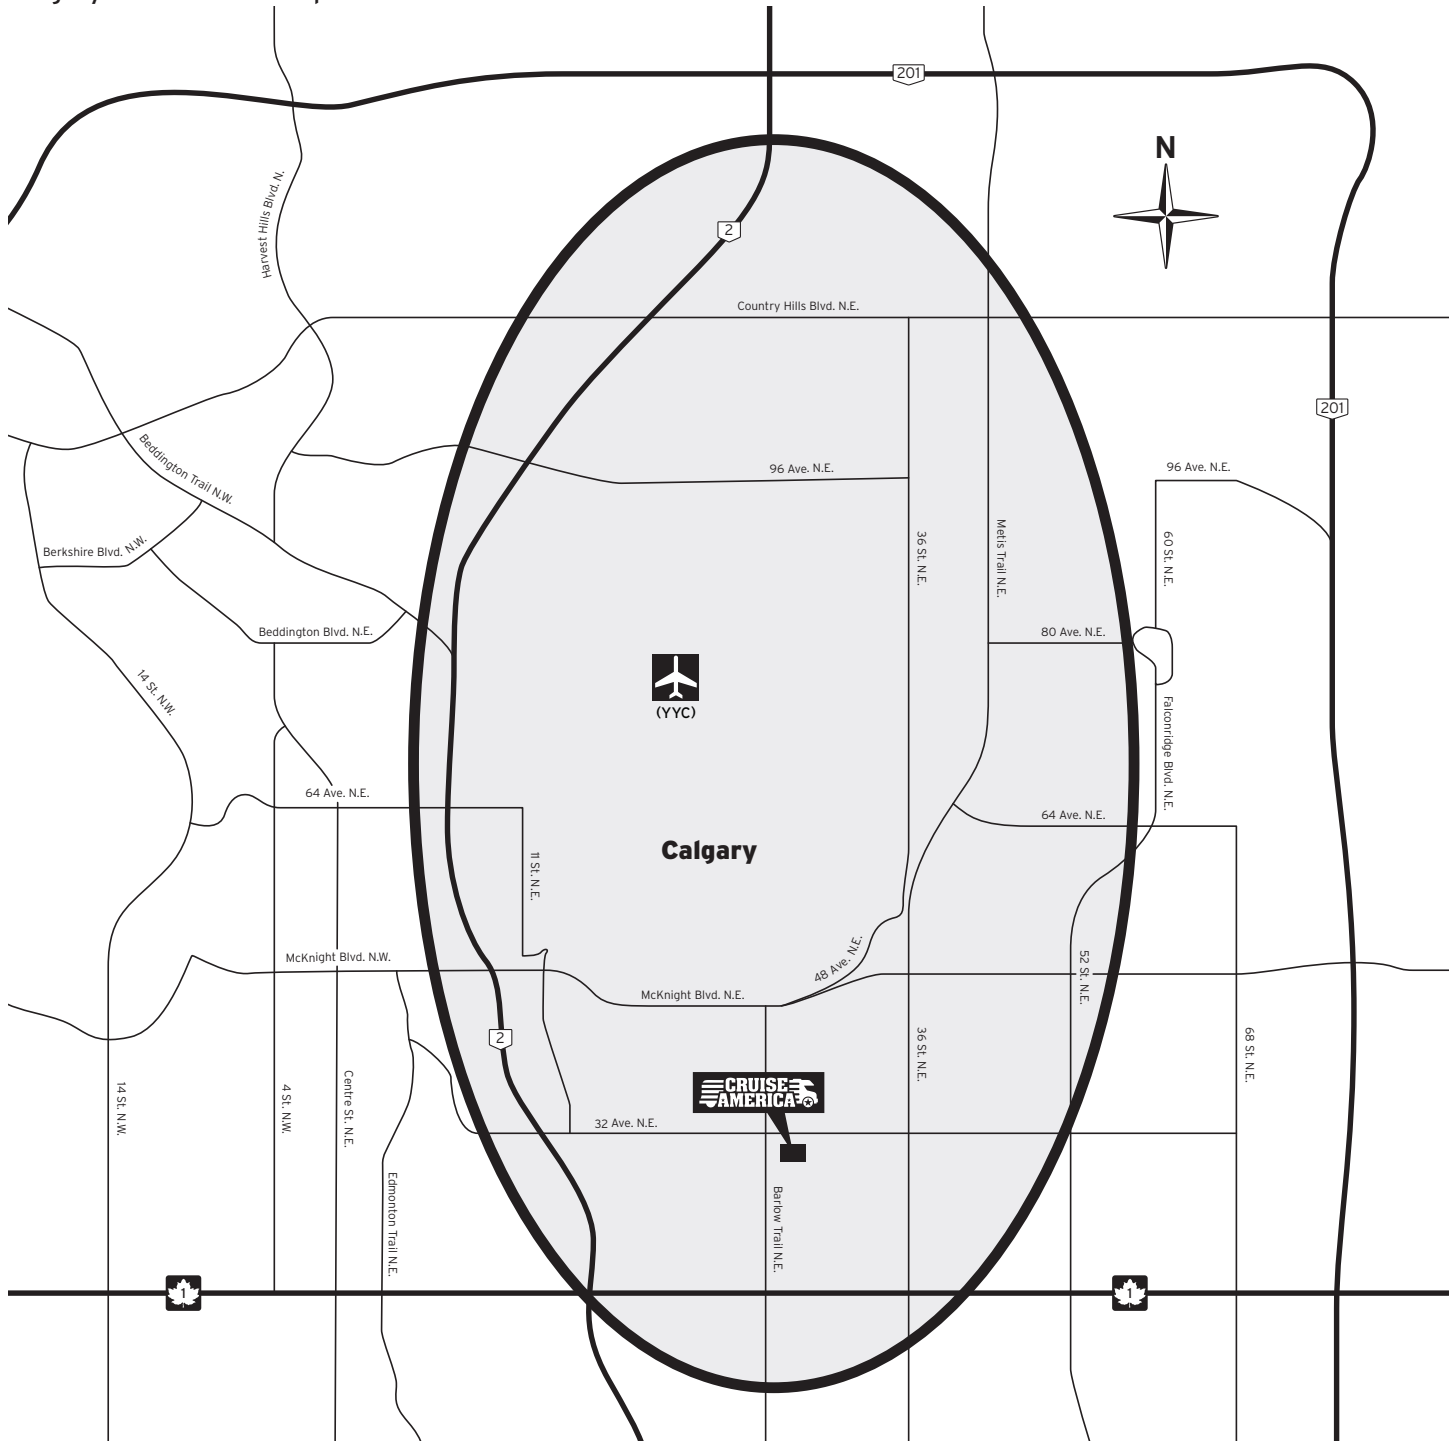 201
N
Harvest Hills Blvd. N.
2
Country Hills Blvd. N.E.
201
Beddington Trail N.W.
96 Ave. N.E.
96 Ave. N.E.
36 St. N.E.
Metis Trail N.E.
60 St. N.E.
Berkshire Blvd. N.W.
Beddington Blvd. N.E.
80 Ave. N.E.
14 St. N.W.
(YYC)
Falconridge Blvd. N.E.
64 Ave. N.E.
64 Ave. N.E.
Calgary
11 St. N.E.
McKnight Blvd. N.W.
48 Ave. N.E.
52 St. N.E.
McKnight Blvd. N.E.
2
36 St. N.E.
68 St. N.E.
14 St. N.W.
4 St. N.W.
Centre St. N.E.
CRUISE
AMERICA
32 Ave. N.E.
Edmonton Trail N.E.
Barlow Trail N.E.
1
1